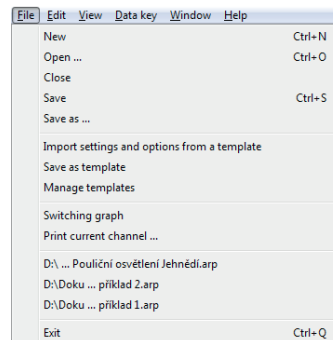 File Edit View Data key Window Help
New Ctrl+N
Open ... Ctrl+O
Close
Save Ctrl+S
Save as ...
Import settings and options from a template
Save as template
Manage templates
Switching graph
Print current channel ...
D:\ ... Pouliční osvětlení Jehnědí.arp
D:\Doku ... příklad 2.arp
D:\Doku ... příklad 1.arp
Exit Ctrl+Q